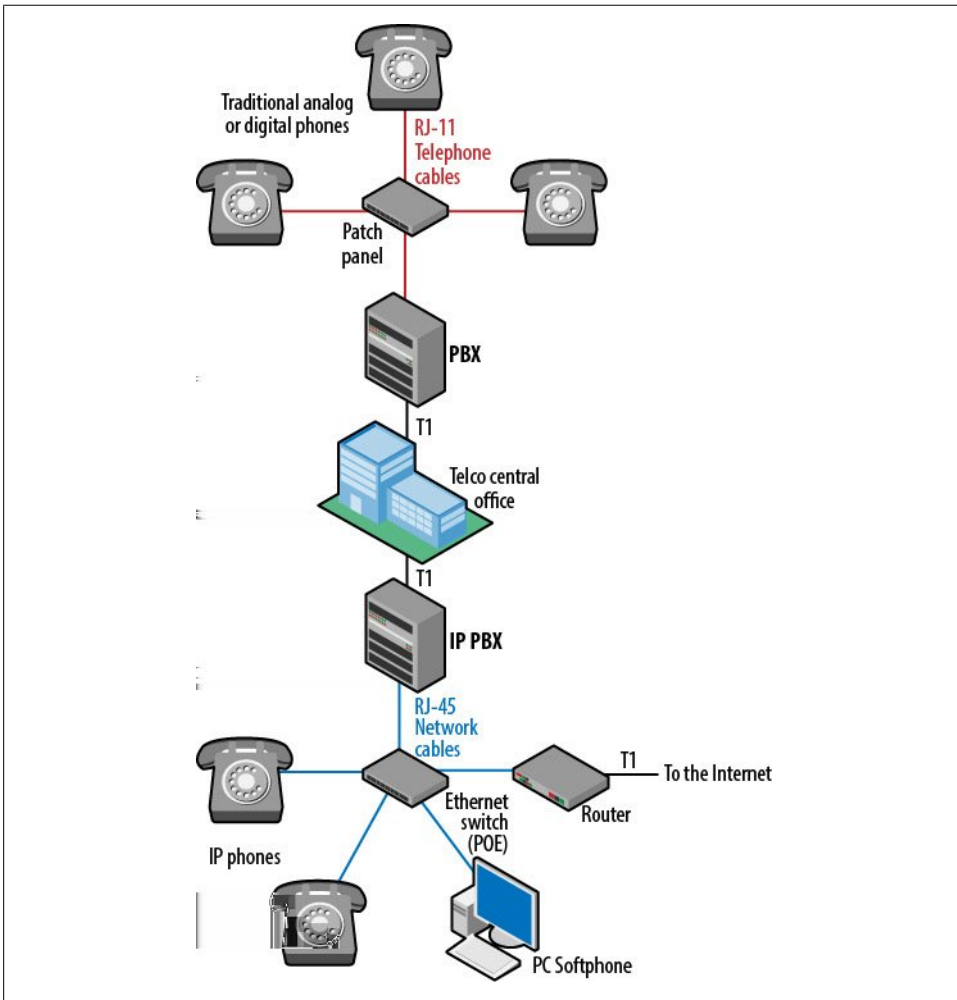 Traditional analog
or digital phones
RJ-11
Telephone
cables
Patch
panel
PBX
T1
Telco central
office
T1
IP PBX
RJ-45
Network
cables
T1
To the Internet
Ethernet
switch
(POE)
Router
IP phones
PC Softphone